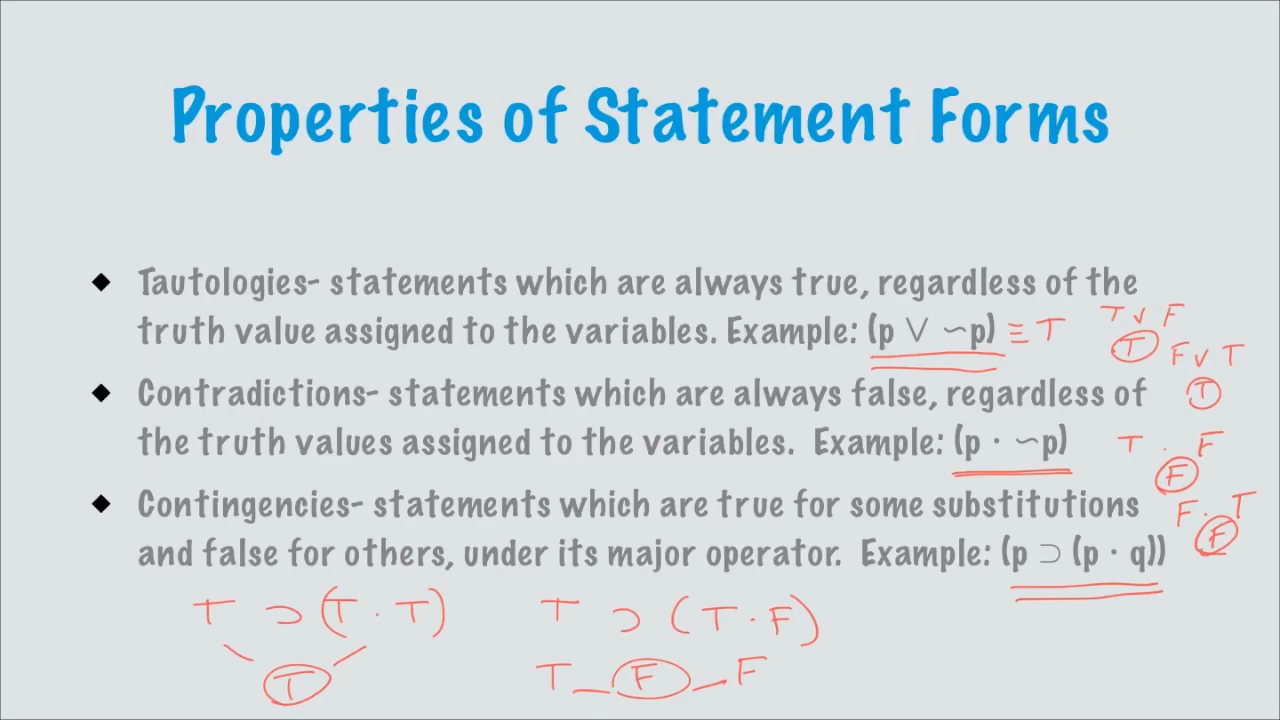 Properties of Statement Forms
◆ Tautologies- statements which are always true, regardless of the
truth value assigned to the variables. Example: (p ∨ ∽p) ≡ T
T ∨ F
T
F ∨ T
T
◆ Contradictions- statements which are always false, regardless of
the truth values assigned to the variables. Example: (p · ∽p)
T · F
F
F · T
F
◆ Contingencies- statements which are true for some substitutions
and false for others, under its major operator. Example: (p ⊃ (p · q))
T ⊃ (T · T)
T
T ⊃ (T · F)
T F F